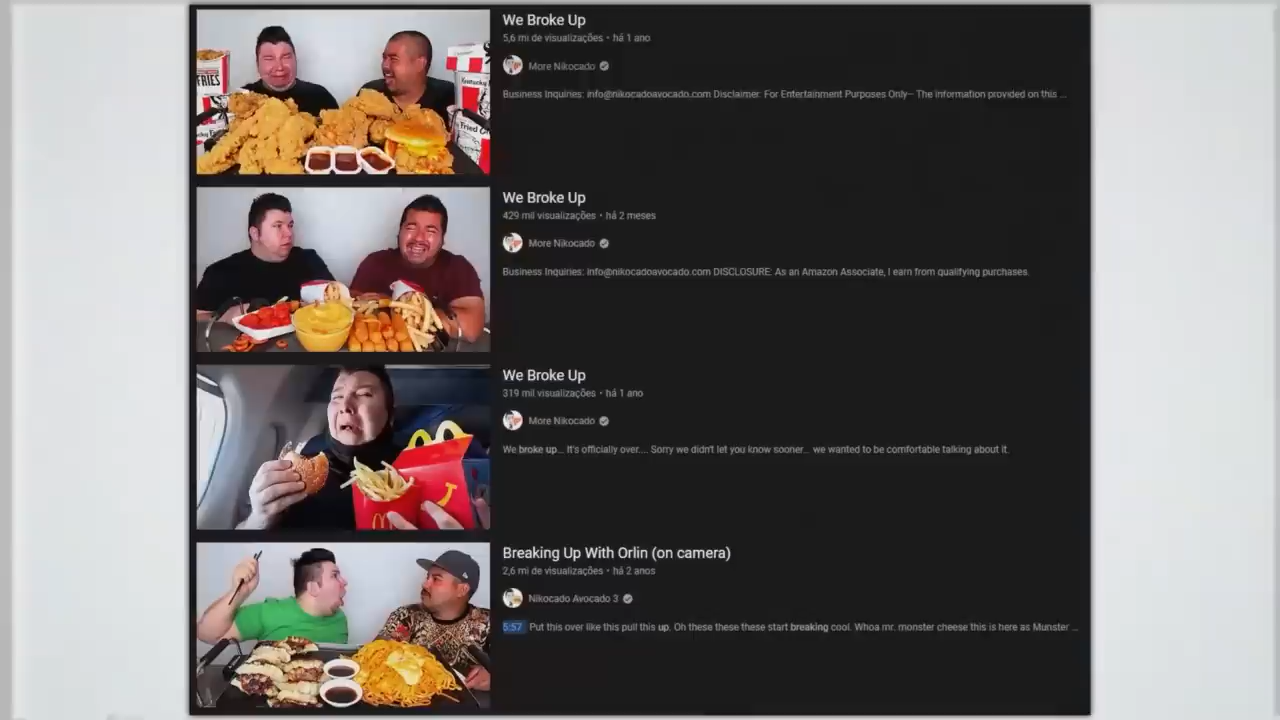 We Broke Up
5,6 mi de visualizações • há 1 ano
More Nikocado
Business Inquiries: info@nikocadoavocado.com Disclaimer: For Entertainment Purposes Only-- The information provided on this ...
FRIES
Kentucky
Fried C
We Broke Up
429 mil visualizações • há 2 meses
More Nikocado
Business Inquiries: info@nikocadoavocado.com DISCLOSURE: As an Amazon Associate, I earn from qualifying purchases.
We Broke Up
319 mil visualizações • há 1 ano
More Nikocado
We broke up... It's officially over.... Sorry we didn't let you know sooner... we wanted to be comfortable talking about it.
Breaking Up With Orlin (on camera)
2,6 mi de visualizações • há 2 anos
Nikocado Avocado 3
5:57 Put this over like this pull this up. Oh these these these start breaking cool. Whoa mr. monster cheese this is here as Munster ...